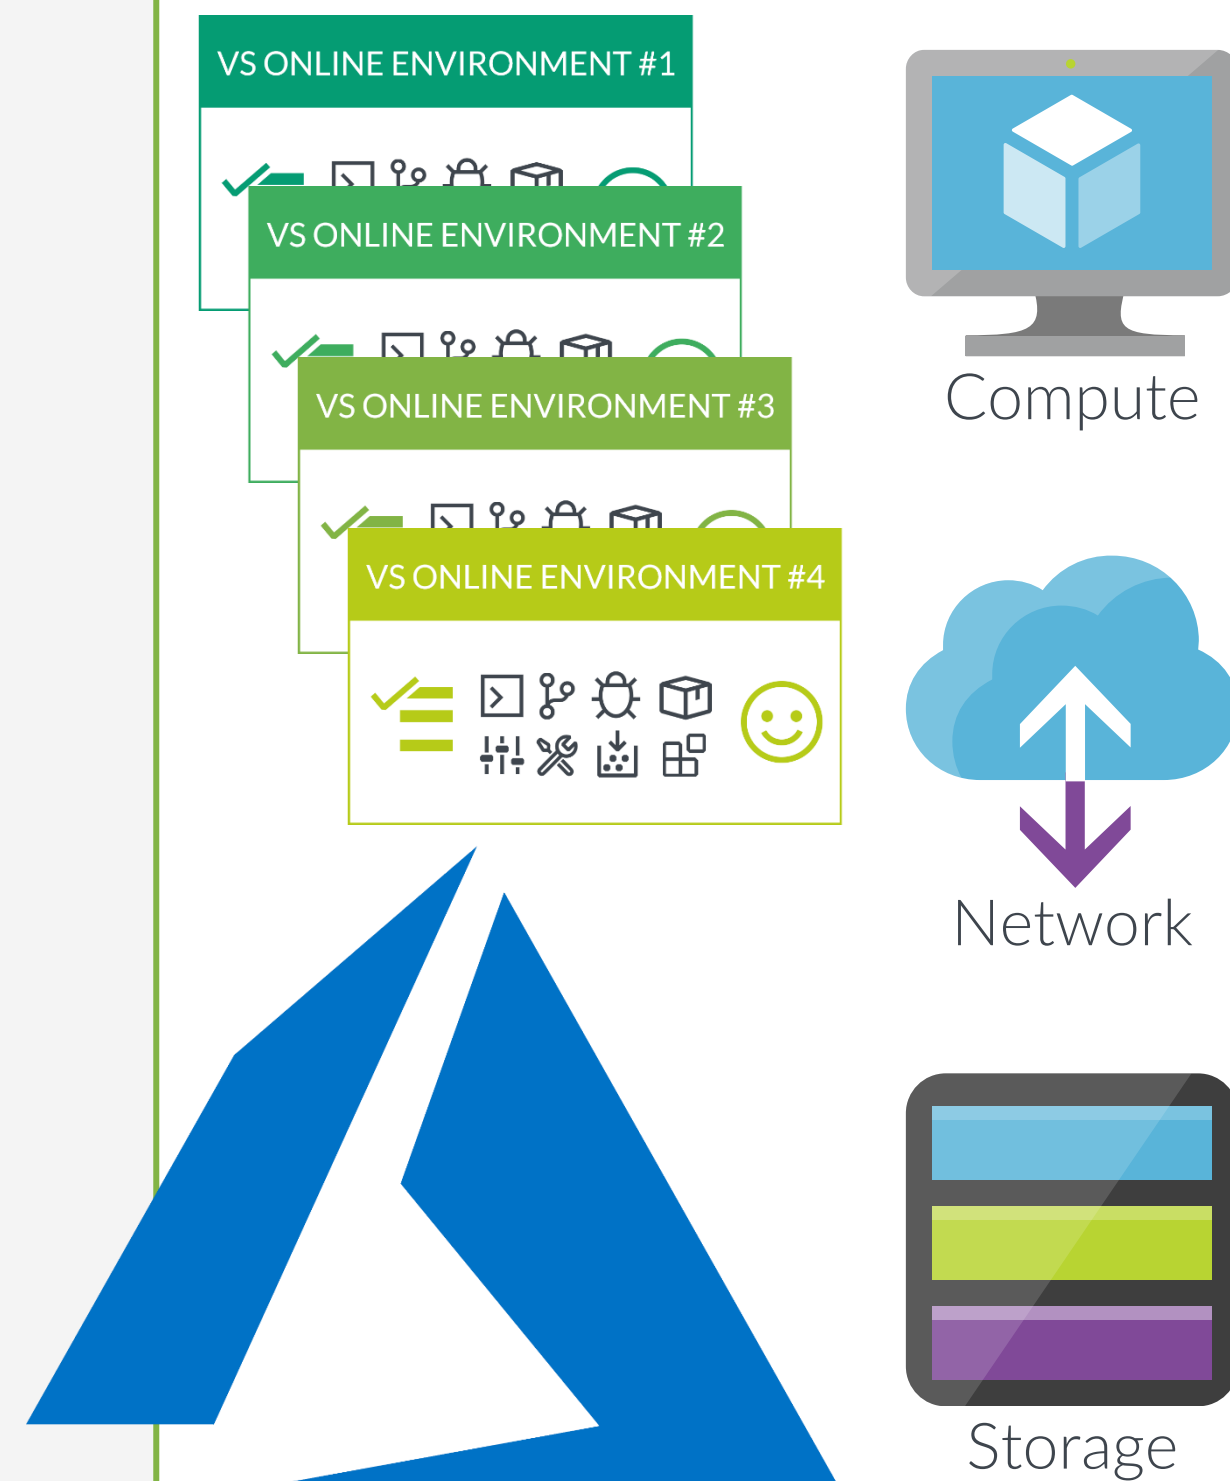 VS ONLINE ENVIRONMENT #1
VS ONLINE ENVIRONMENT #2
VS ONLINE ENVIRONMENT #3
VS ONLINE ENVIRONMENT #4
Compute
Network
Storage